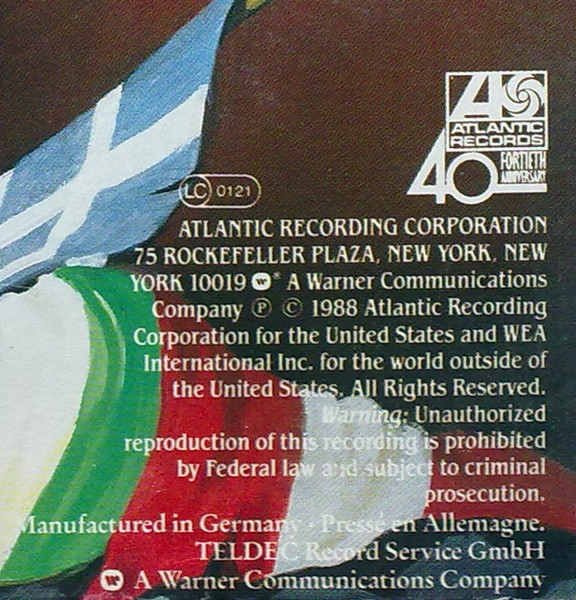 ATLANTIC
RECORDS
40 FORTIETH
ANNIVERSARY
LC 0121
ATLANTIC RECORDING CORPORATION
75 ROCKEFELLER PLAZA, NEW YORK, NEW
YORK 10019 ® A Warner Communications
Company Ⓟ © 1988 Atlantic Recording
Corporation for the United States and WEA
International Inc. for the world outside of
the United States. All Rights Reserved.
Warning: Unauthorized
reproduction of this recording is prohibited
by Federal law and subject to criminal
prosecution.
Manufactured in Germany · Pressé en Allemagne.
TELDEC Record Service GmbH
A Warner Communications Company